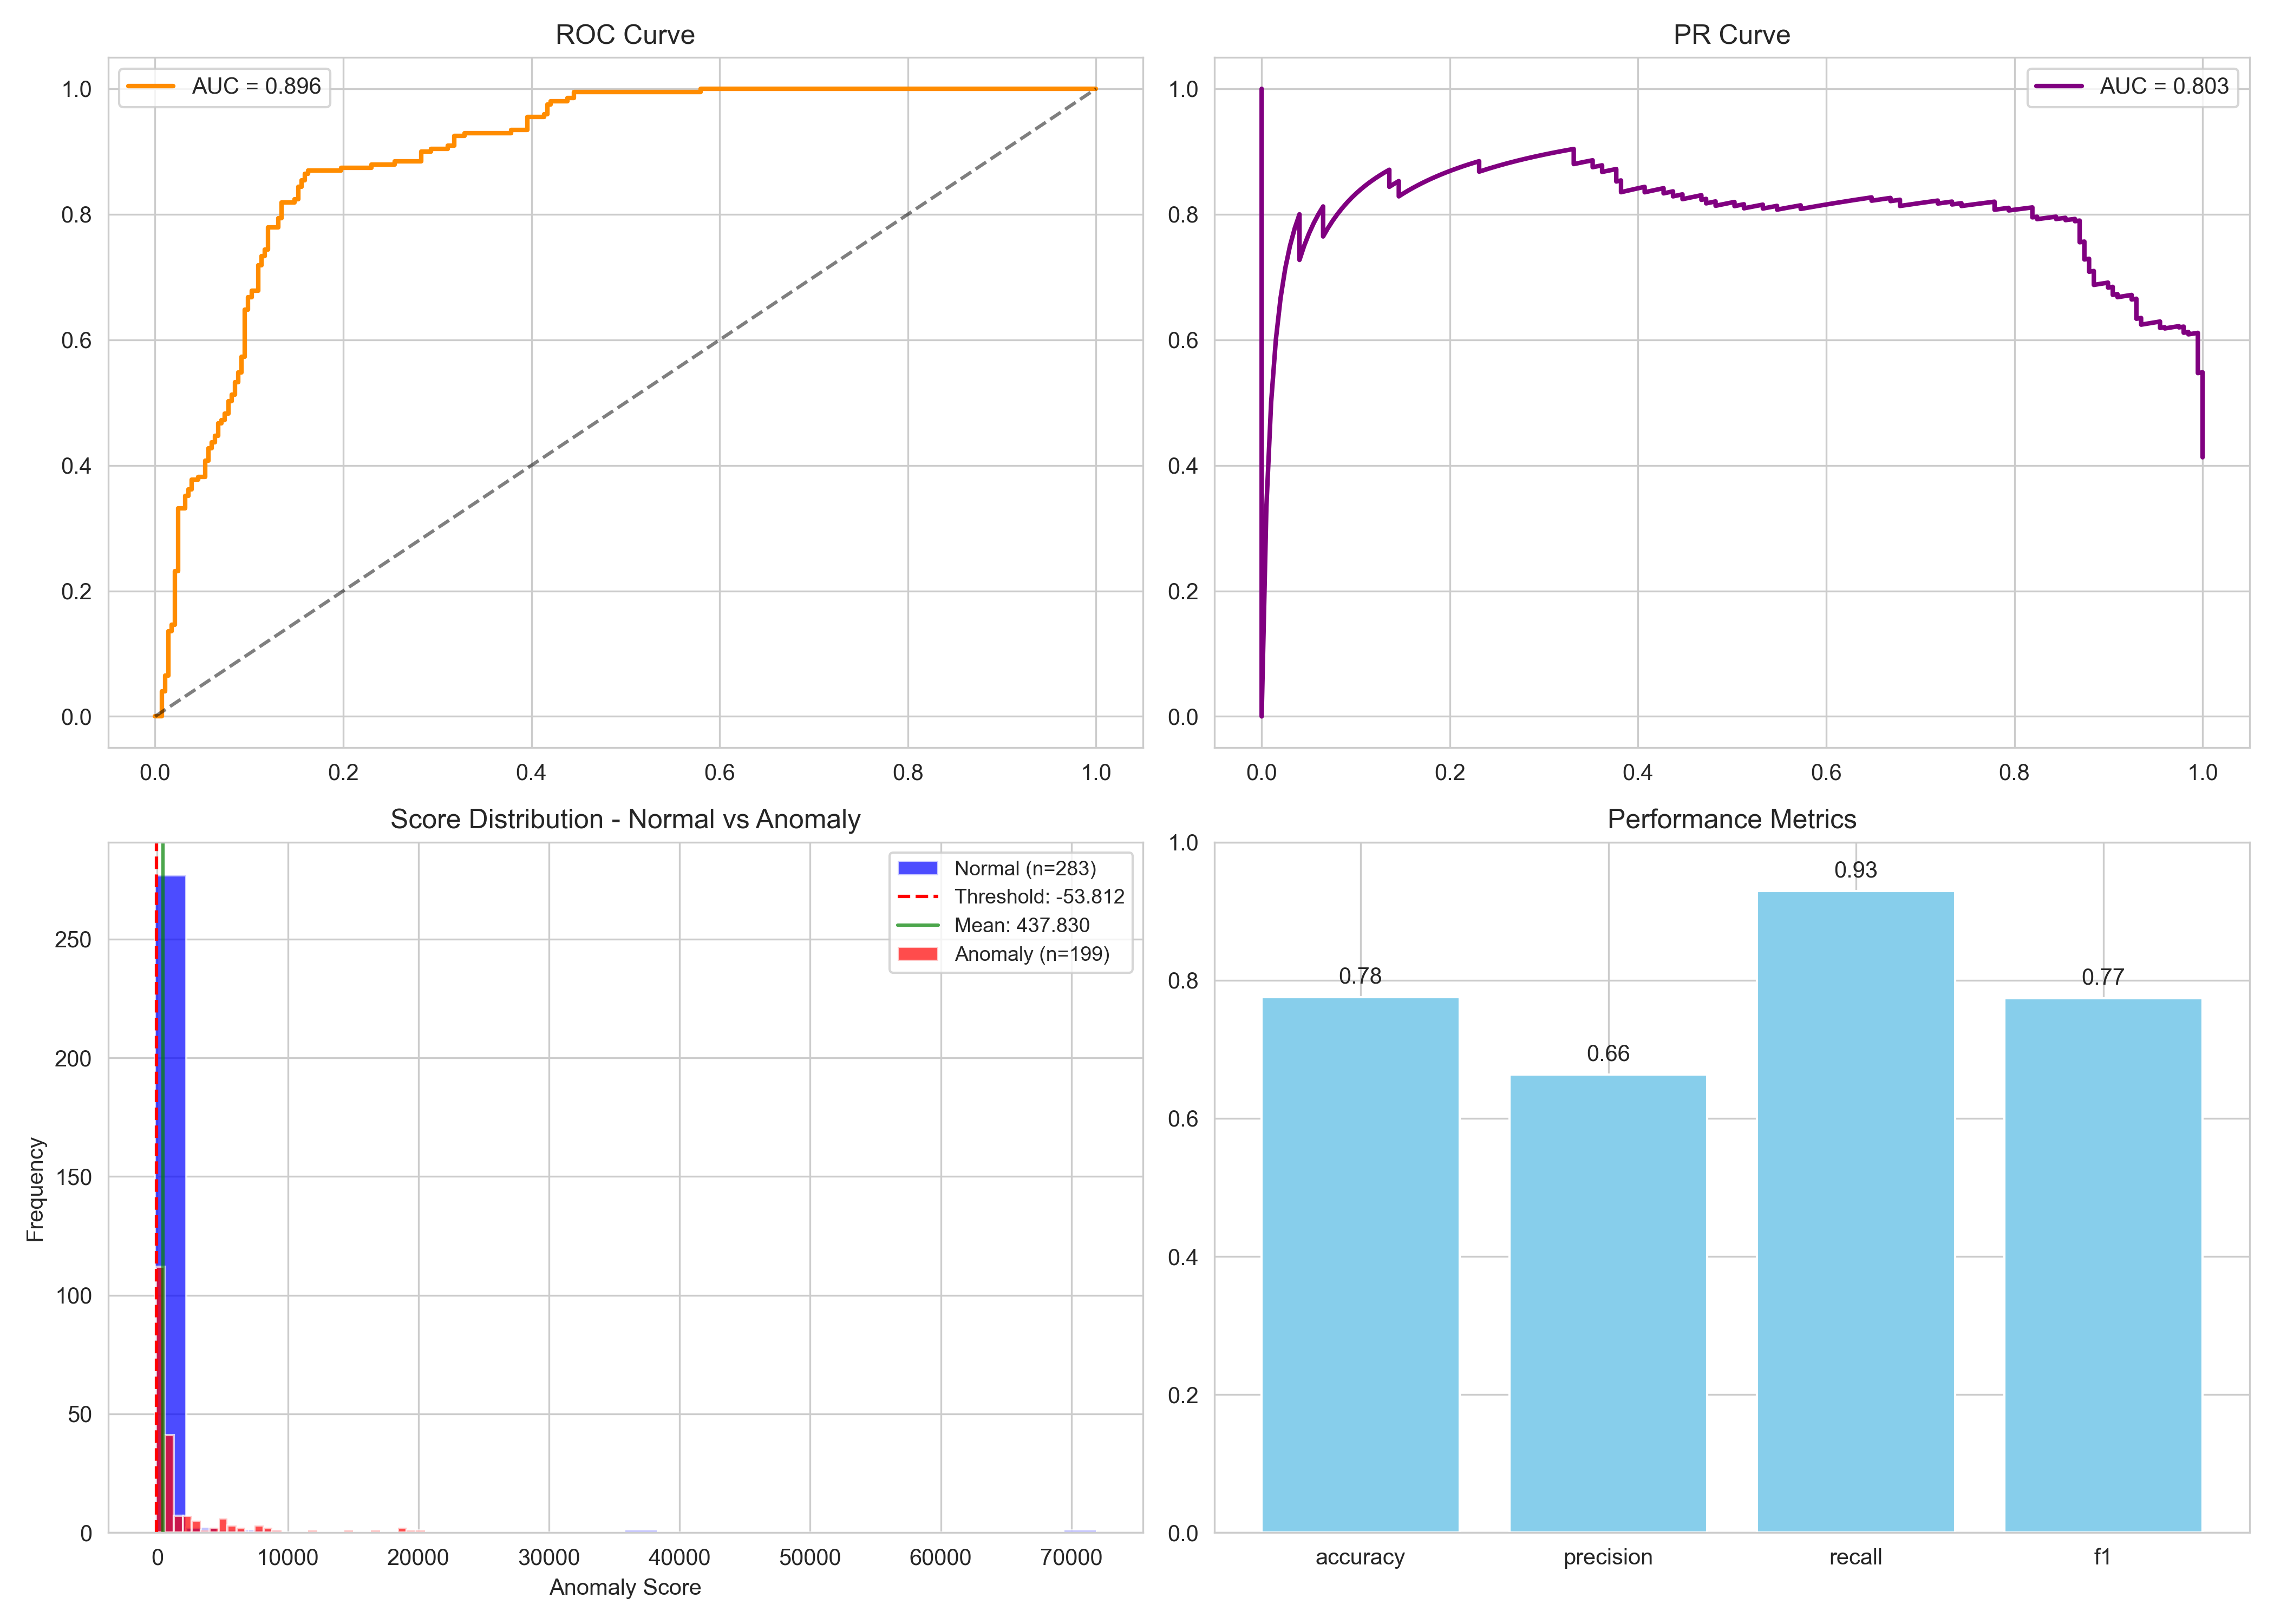 ROC Curve
AUC = 0.896
1.0
0.8
0.6
0.4
0.2
0.0
0.0 0.2 0.4 0.6 0.8 1.0
PR Curve
AUC = 0.803
1.0
0.8
0.6
0.4
0.2
0.0
0.0 0.2 0.4 0.6 0.8 1.0
Score Distribution - Normal vs Anomaly
Normal (n=283)
Threshold: -53.812
Mean: 437.830
Anomaly (n=199)
Frequency
250
200
150
100
50
0
0 10000 20000 30000 40000 50000 60000 70000
Anomaly Score
Performance Metrics
1.0
0.8
0.6
0.4
0.2
0.0
0.78
0.66
0.93
0.77
accuracy precision recall f1